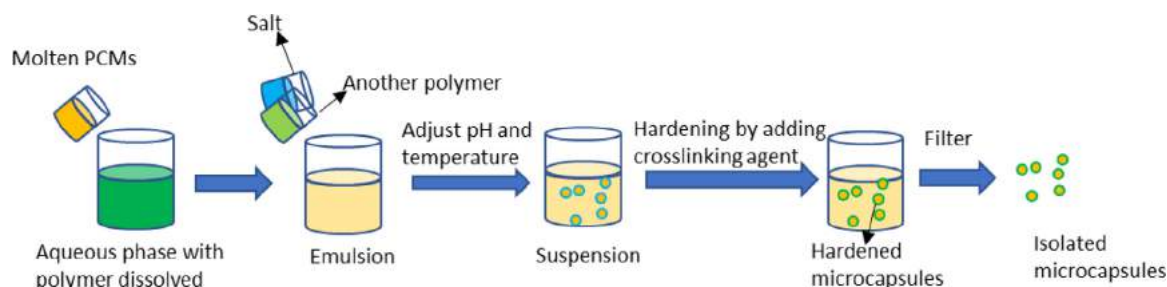 Salt
Molten PCMs
Another polymer
Adjust pH and
temperature
Hardening by adding
crosslinking agent
Filter
Aqueous phase with
polymer dissolved
Emulsion
Suspension
Hardened
microcapsules
Isolated
microcapsules